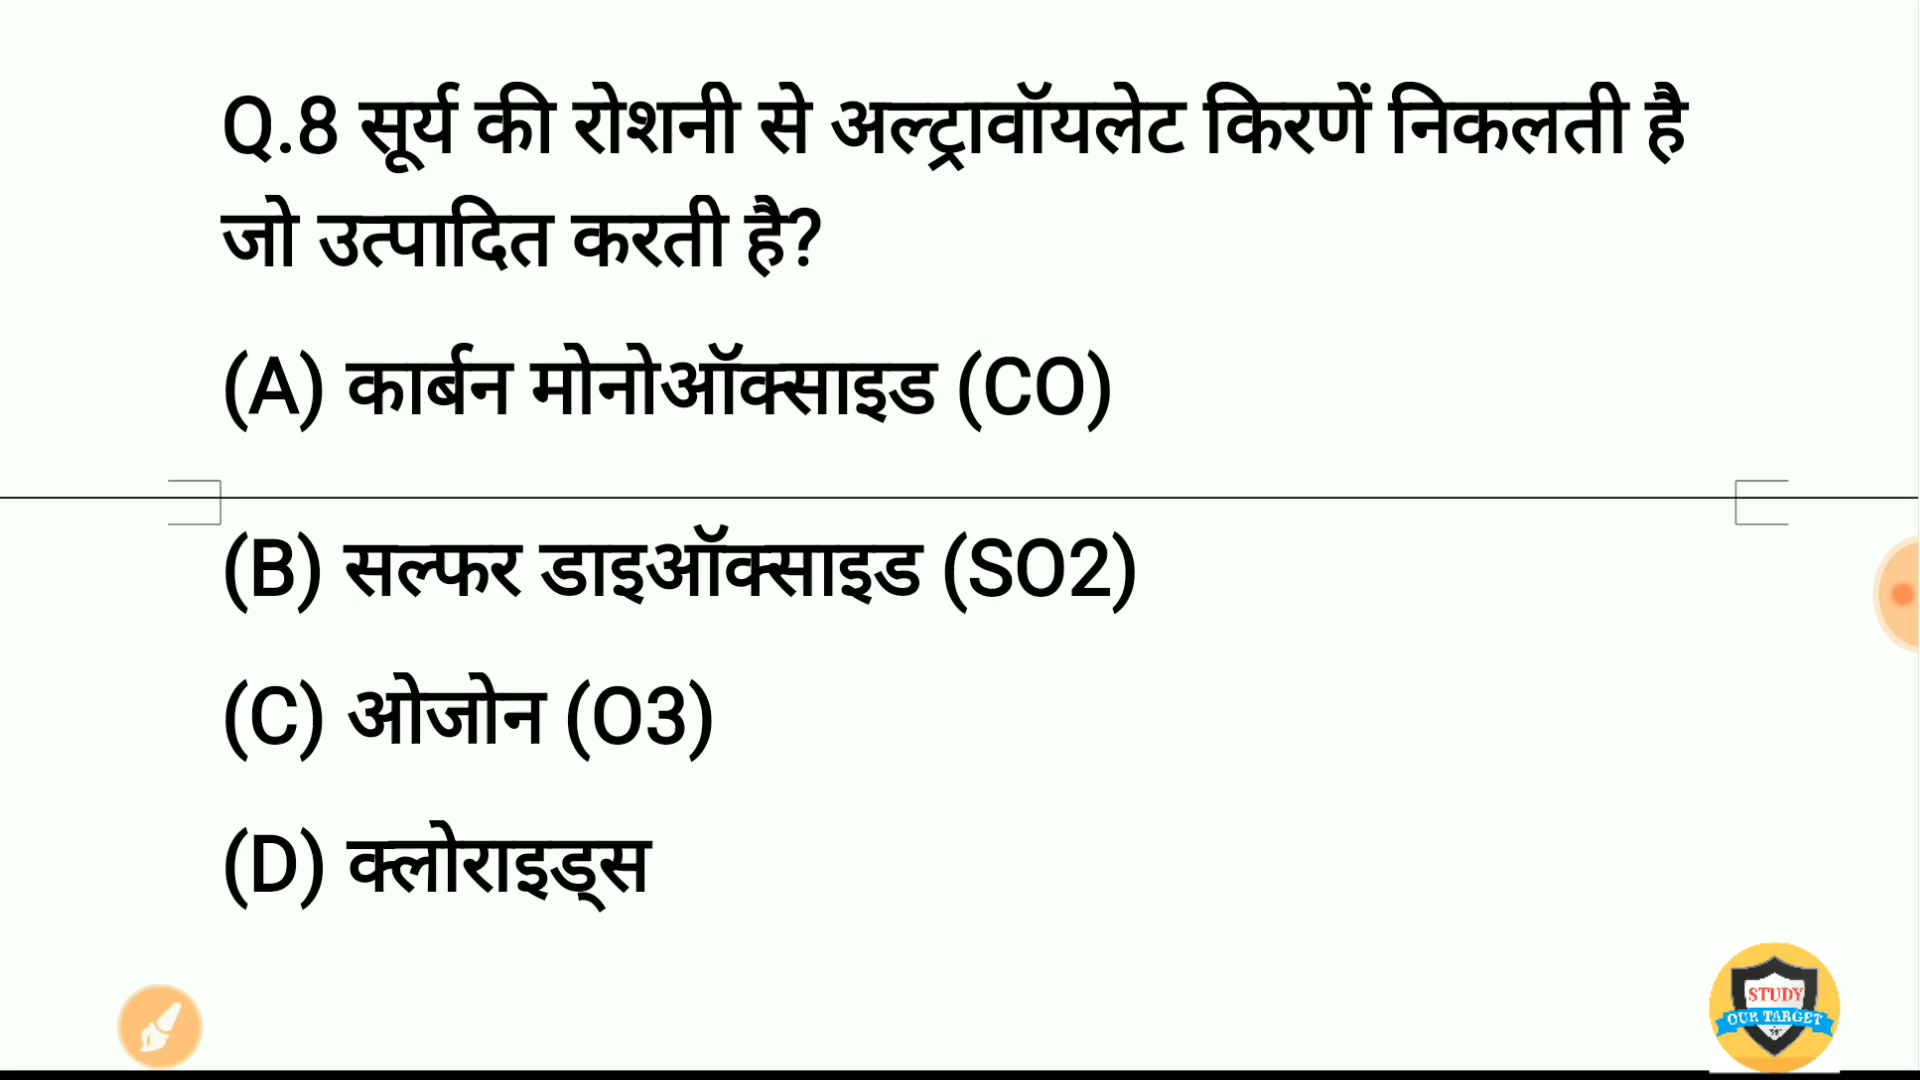 Q.8 सूर्य की रोशनी से अल्ट्रावॉयलेट किरणें निकलती है
जो उत्पादित करती है?
(A) कार्बन मोनोऑक्साइड (CO)
(B) सल्फर डाइऑक्साइड (SO2)
(C) ओजोन (O3)
(D) क्लोराइड्स
STUDY
OUR TARGET